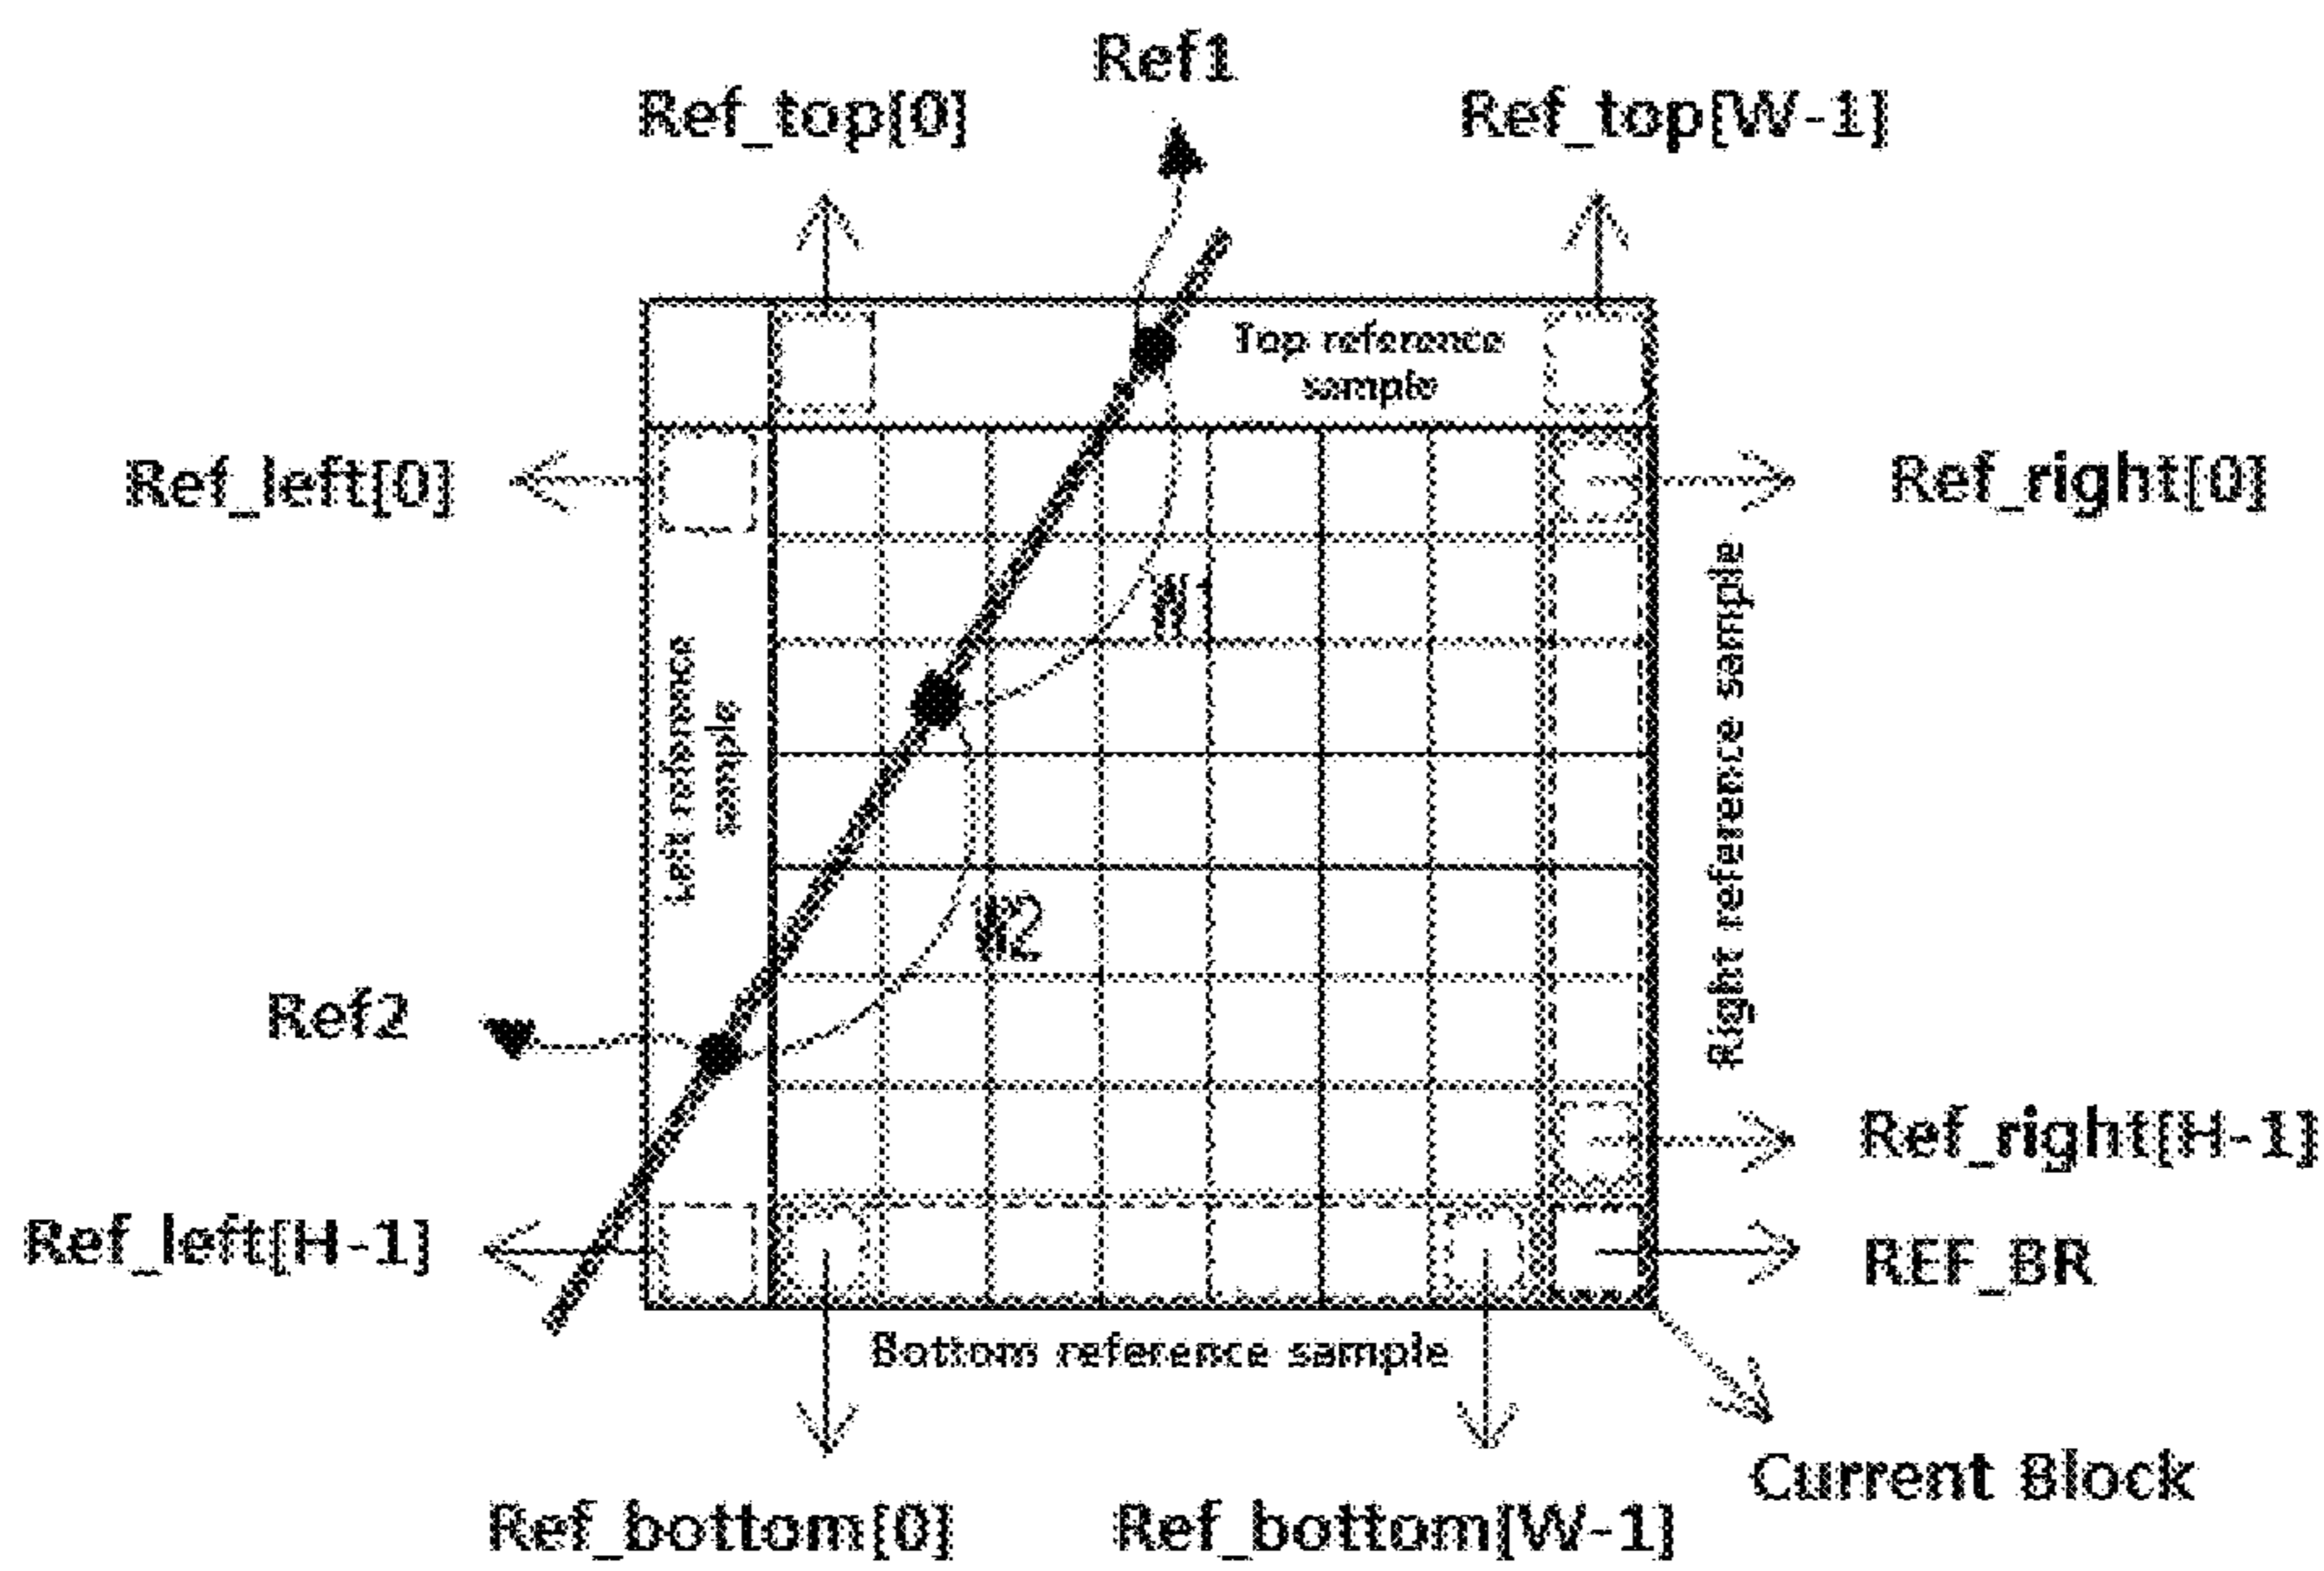 Ref1
Ref_top[0]
Ref_top[W-1]
Top reference
sample
Ref_left[0]
Ref_right[0]
W1
Left reference
sample
Right reference sample
W2
Ref2
Ref_right[H-1]
Ref_left[H-1]
REF_BR
Bottom reference sample
Current Block
Ref_bottom[0]
Ref_bottom[W-1]